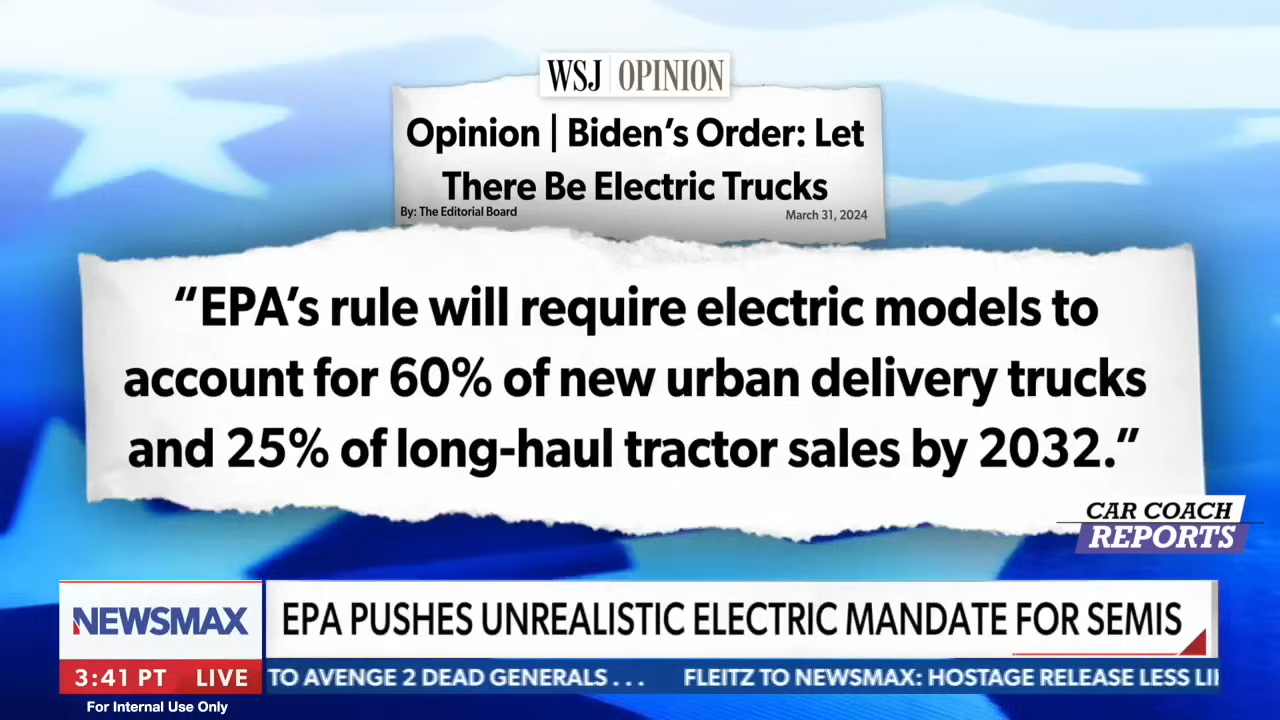 WSJ | OPINION
Opinion | Biden's Order: Let
There Be Electric Trucks
By: The Editorial Board
March 31, 2024
“EPA’s rule will require electric models to
account for 60% of new urban delivery trucks
and 25% of long-haul tractor sales by 2032.”
CAR COACH
REPORTS
NEWSMAX
EPA PUSHES UNREALISTIC ELECTRIC MANDATE FOR SEMIS
3:41 PT LIVE
TO AVENGE 2 DEAD GENERALS . . . FLEITZ TO NEWSMAX: HOSTAGE RELEASE LESS
For Internal Use Only